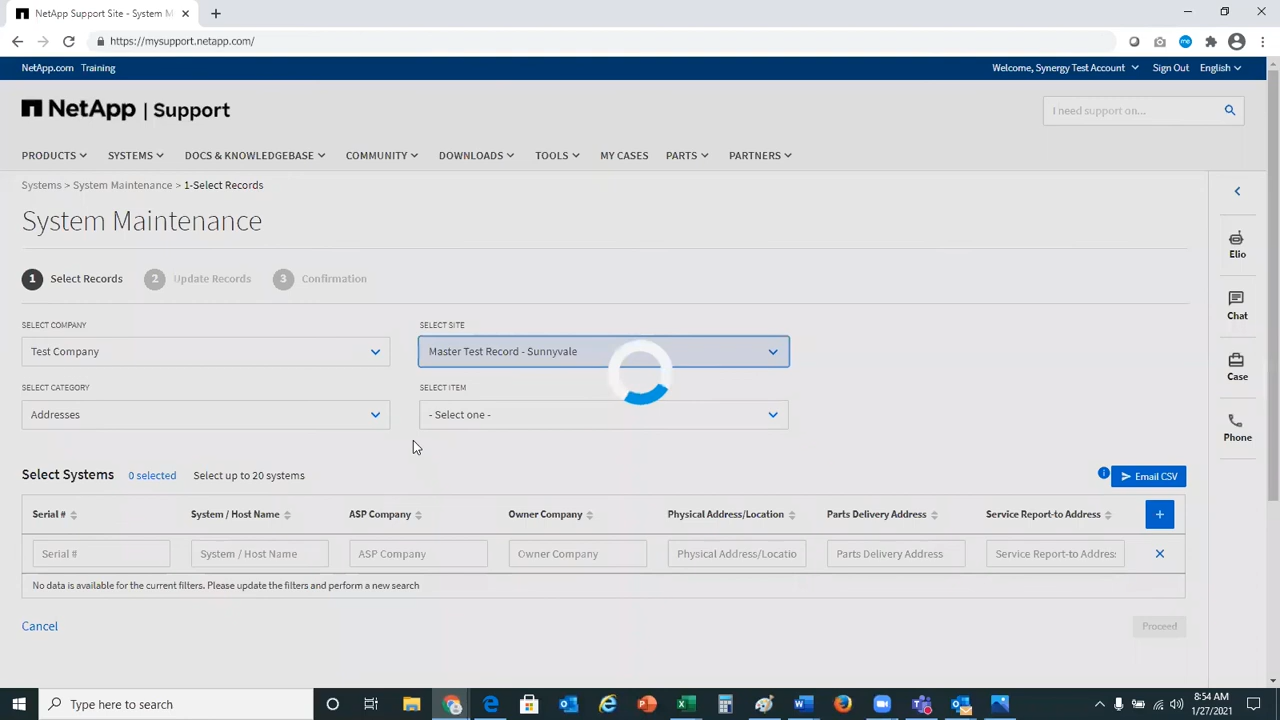 NetApp Support Site - System M
https://mysupport.netapp.com/
NetApp.com Training
Welcome, Synergy Test Account Sign Out English
NetApp | Support
I need support on...
PRODUCTS SYSTEMS DOCS & KNOWLEDGEBASE COMMUNITY DOWNLOADS TOOLS MY CASES PARTS PARTNERS
Systems > System Maintenance > 1-Select Records
System Maintenance
1 Select Records 2 Update Records 3 Confirmation
SELECT COMPANY SELECT SITE
Test Company Master Test Record - Sunnyvale
SELECT CATEGORY SELECT ITEM
Addresses - Select one -
Elio
Chat
Case
Phone
Select Systems 0 selected Select up to 20 systems Email CSV
Serial # System / Host Name ASP Company Owner Company Physical Address/Location Parts Delivery Address Service Report-to Address
Serial # System / Host Name ASP Company Owner Company Physical Address/Locatio Parts Delivery Address Service Report-to Addres
No data is available for the current filters. Please update the filters and perform a new search
Cancel Proceed
Type here to search
8:54 AM
1/27/2021